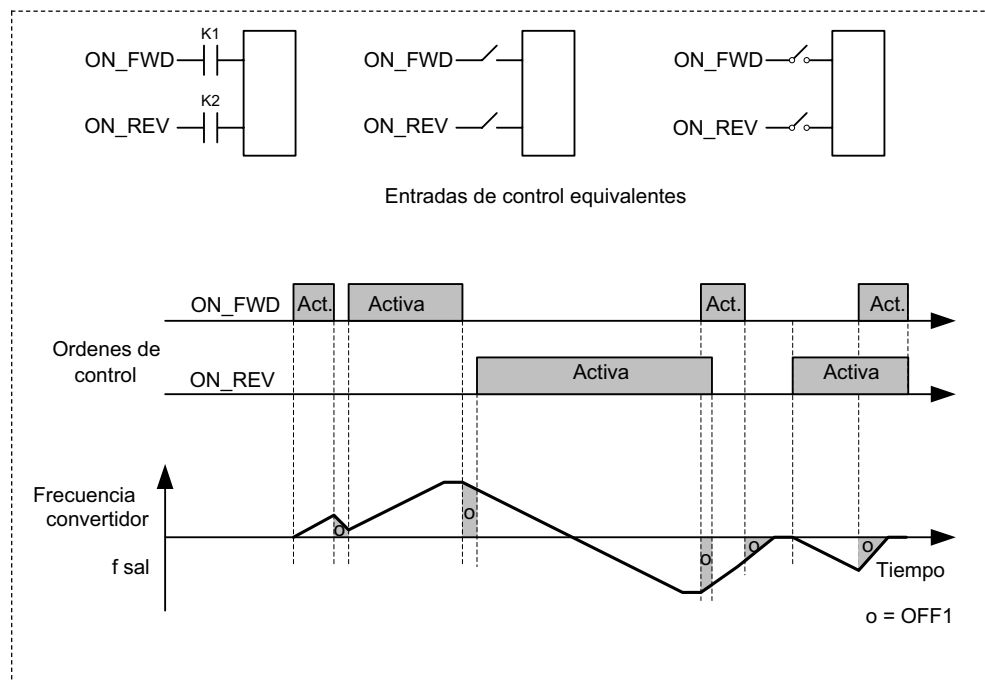 K1
ON_FWD
K2
ON_REV
ON_FWD
ON_REV
ON_FWD
ON_REV
Entradas de control equivalentes
ON_FWD
Act.
Activa
Act.
Act.
Ordenes de
control
ON_REV
Activa
Activa
Frecuencia
convertidor
f sal
o
o
o
o
o
Tiempo
o = OFF1